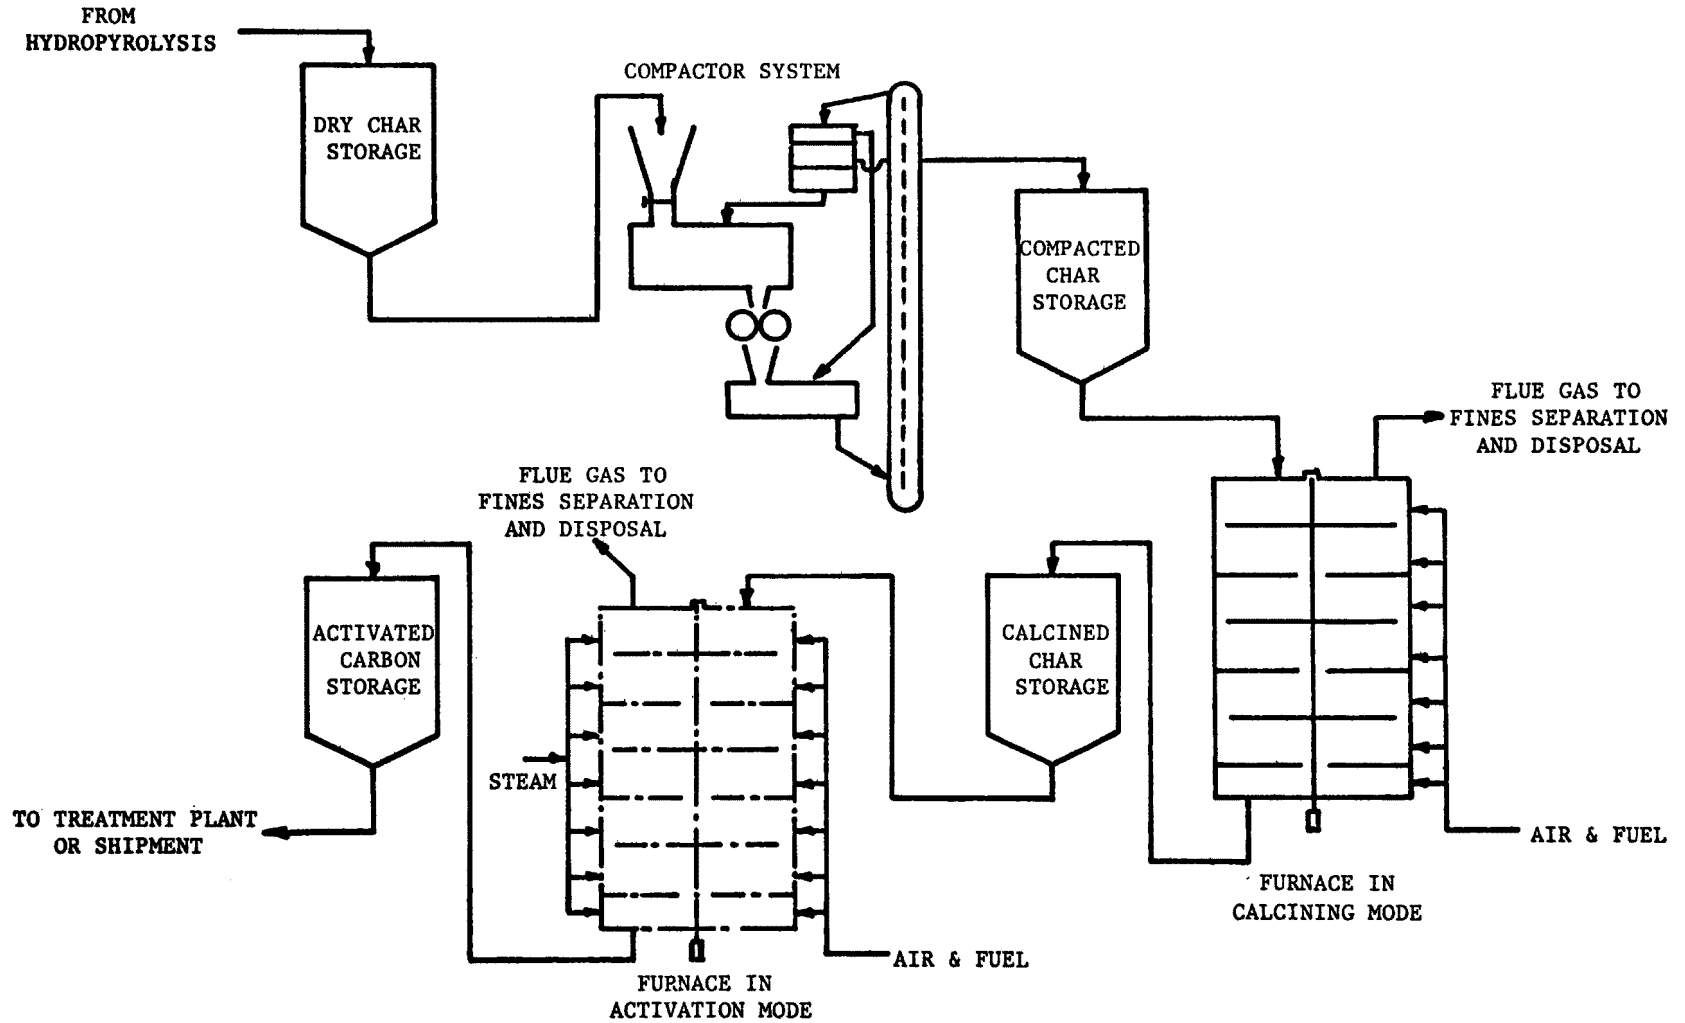 FROM
HYDROPYROLYSIS
DRY CHAR
STORAGE
COMPACTOR SYSTEM
COMPACTED
CHAR
STORAGE
FLUE GAS TO
FINES SEPARATION
AND DISPOSAL
FLUE GAS TO
FINES SEPARATION
AND DISPOSAL
ACTIVATED
CARBON
STORAGE
CALCINED
CHAR
STORAGE
STEAM
TO TREATMENT PLANT
OR SHIPMENT
AIR & FUEL
FURNACE IN
CALCINING MODE
AIR & FUEL
FURNACE IN
ACTIVATION MODE